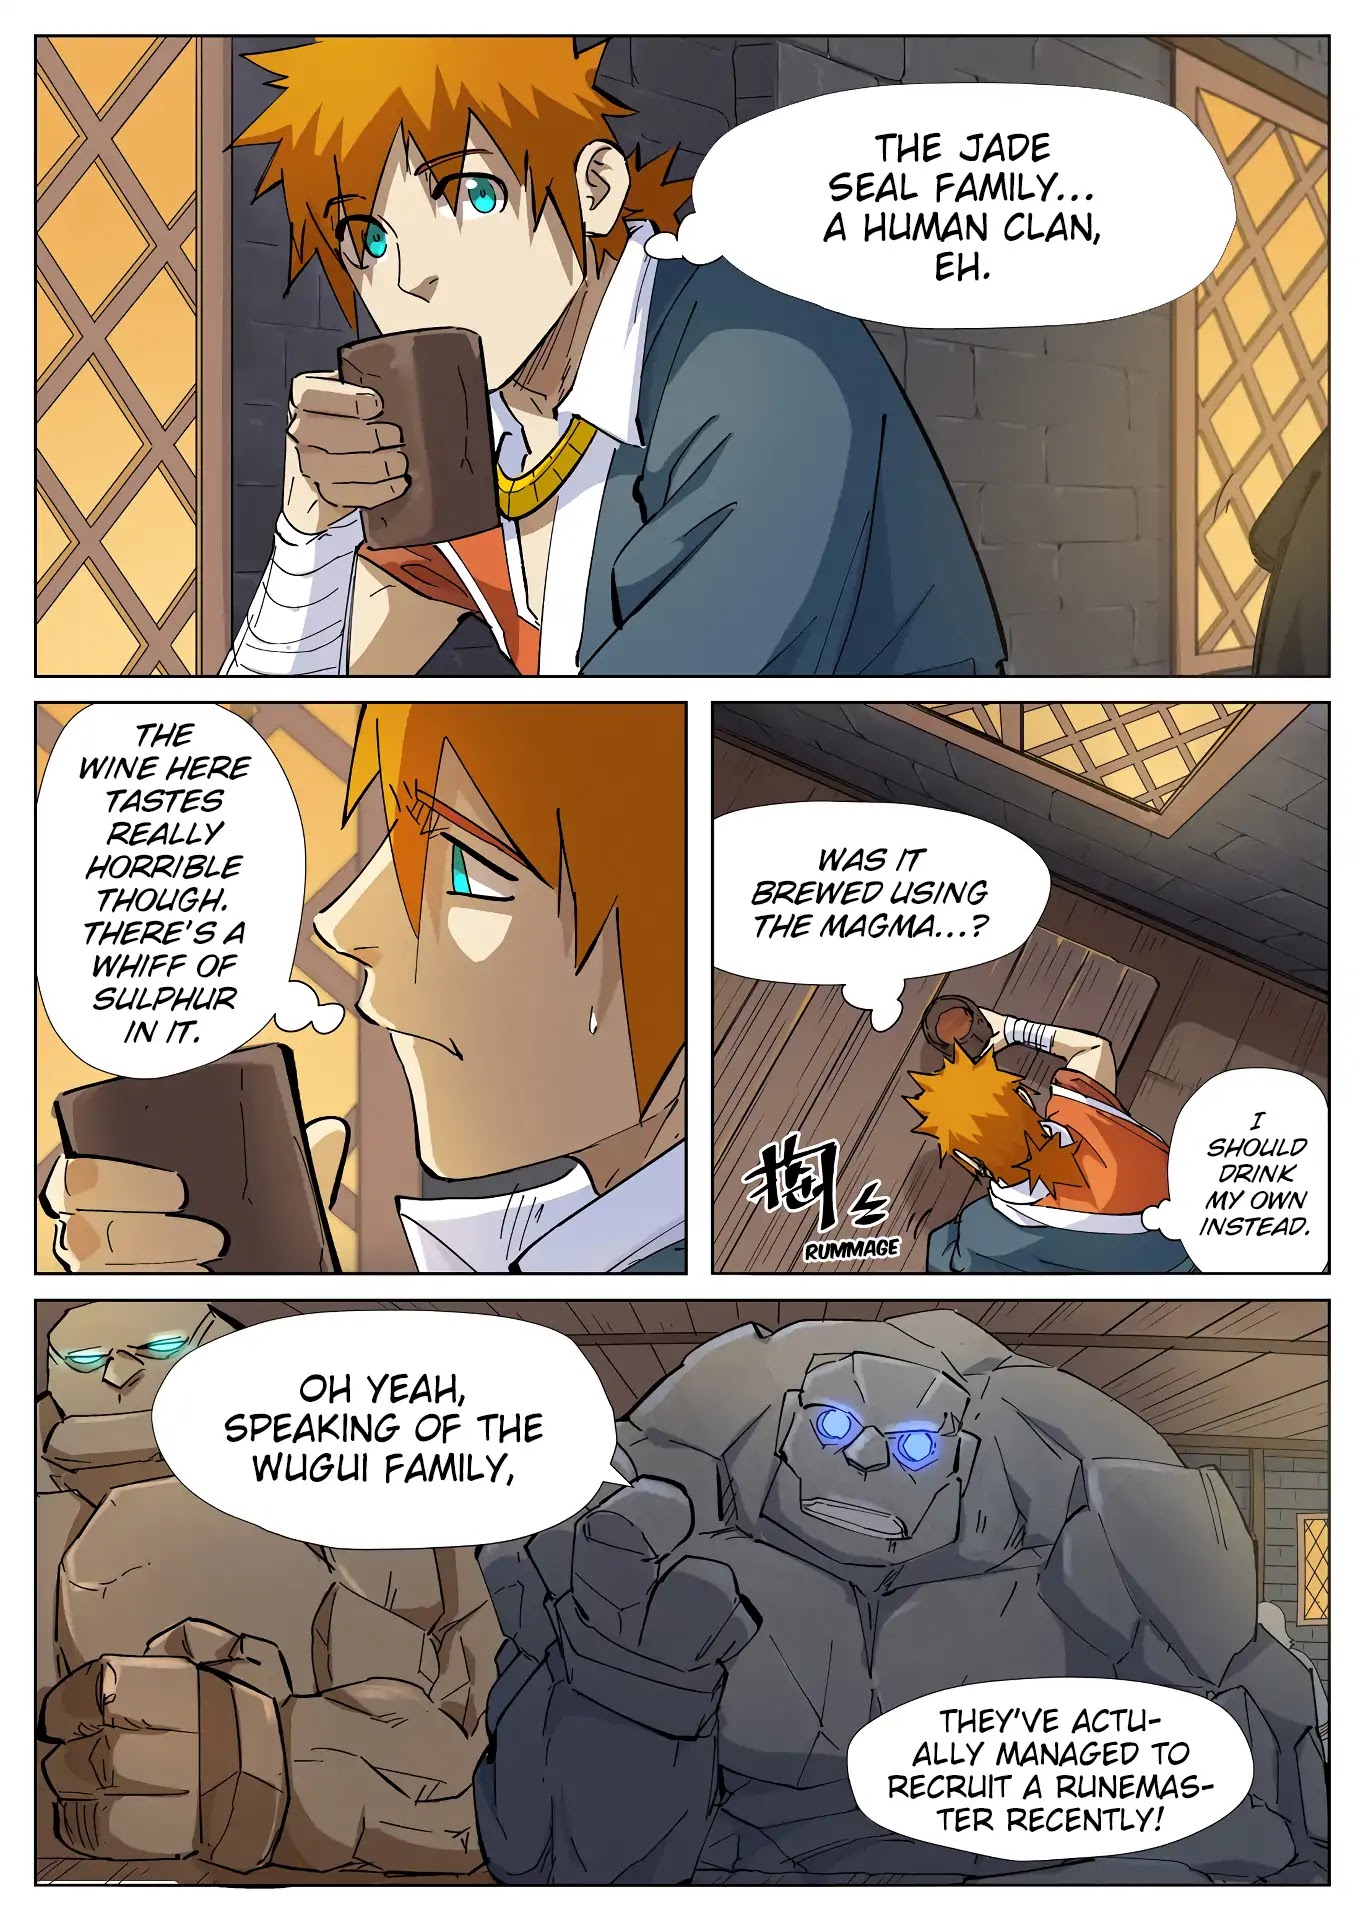 THE JADE
SEAL FAMILY...
A HUMAN CLAN,
EH.
THE
WINE HERE
TASTES
REALLY
HORRIBLE
THOUGH.
THERE'S A
WHIFF OF
SULPHUR
IN IT.
WAS IT
BREWED USING
THE MAGMA...?
I
SHOULD
DRINK
MY OWN
INSTEAD.
掏
RUMMAGE
OH YEAH,
SPEAKING OF THE
WUGUI FAMILY,
THEY'VE ACTU-
ALLY MANAGED TO
RECRUIT A RUNEMAS-
TER RECENTLY!